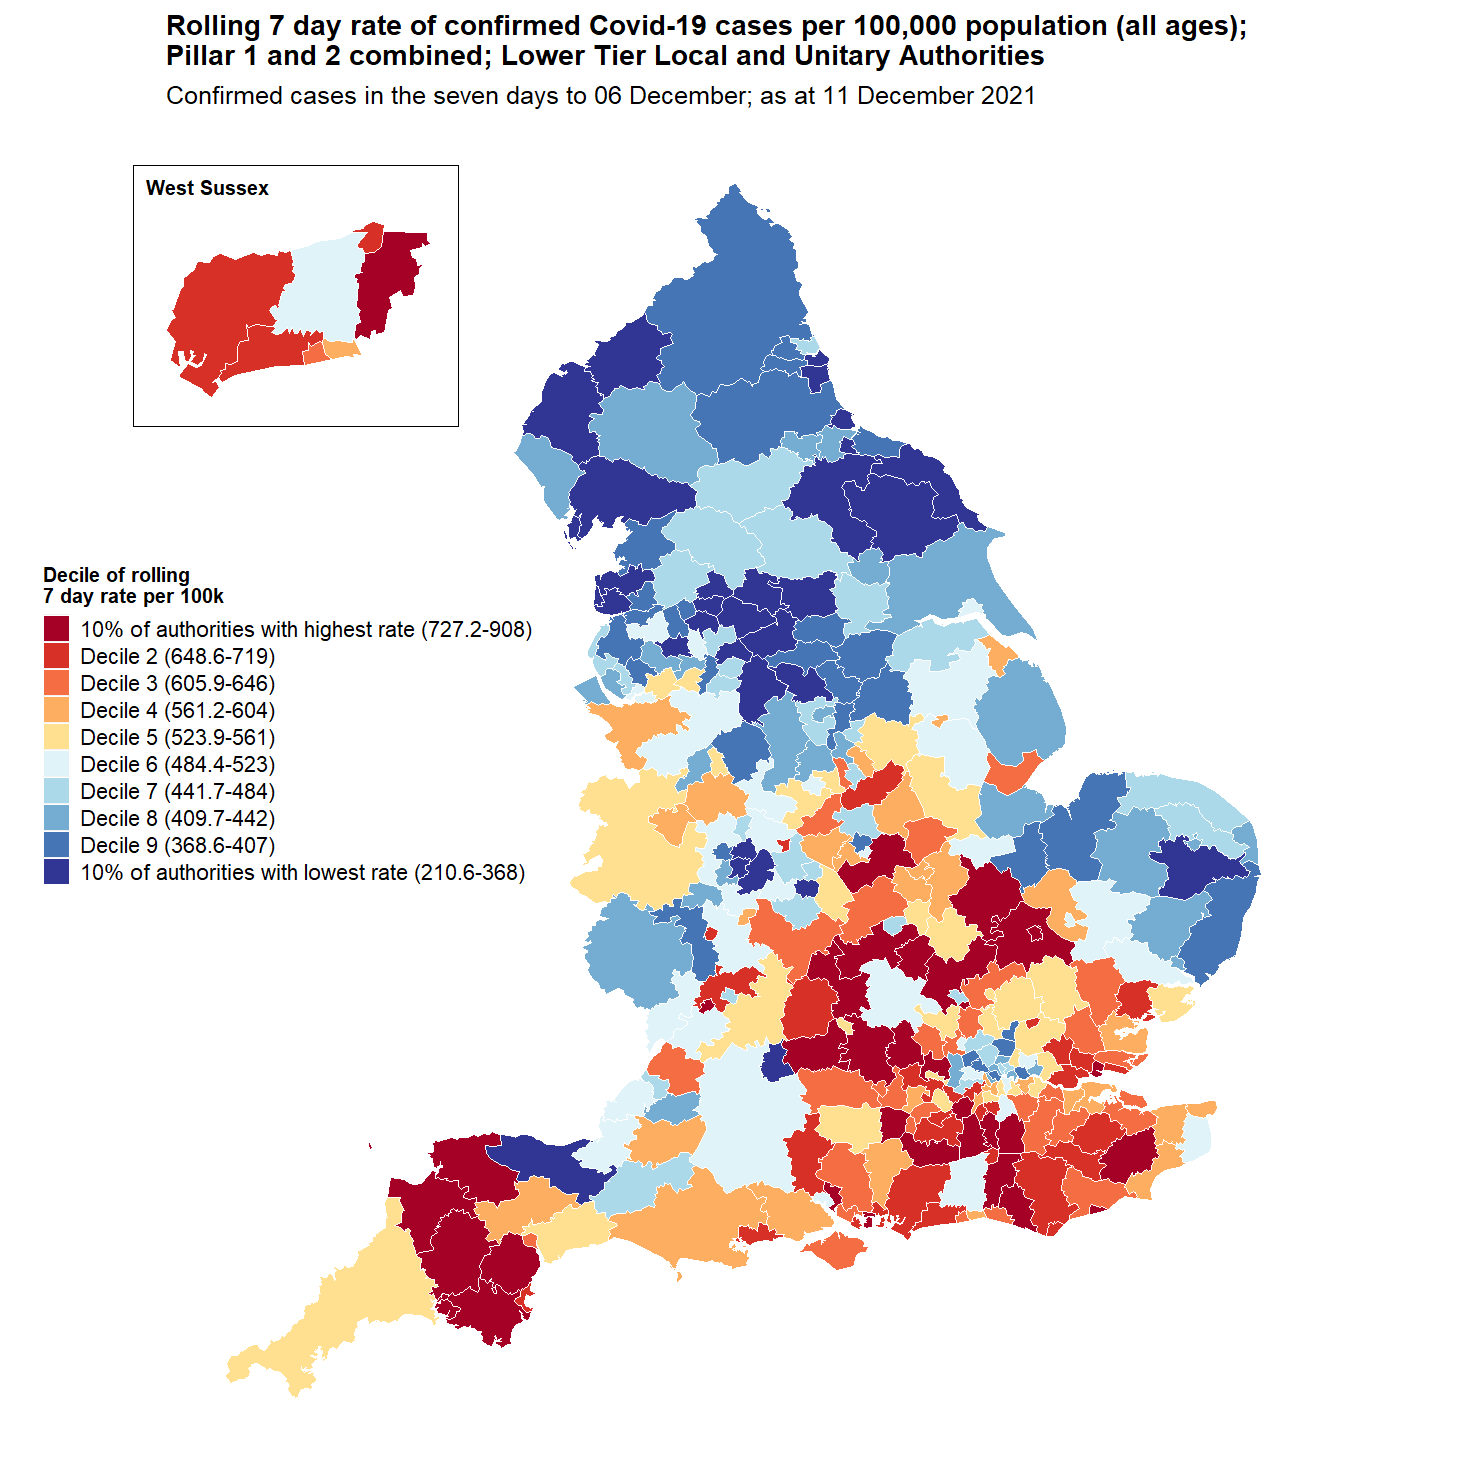 Rolling 7 day rate of confirmed Covid-19 cases per 100,000 population (all ages);
Pillar 1 and 2 combined; Lower Tier Local and Unitary Authorities
Confirmed cases in the seven days to 06 December; as at 11 December 2021
West Sussex
Decile of rolling
7 day rate per 100k
10% of authorities with highest rate (727.2-908)
Decile 2 (648.6-719)
Decile 3 (605.9-646)
Decile 4 (561.2-604)
Decile 5 (523.9-561)
Decile 6 (484.4-523)
Decile 7 (441.7-484)
Decile 8 (409.7-442)
Decile 9 (368.6-407)
10% of authorities with lowest rate (210.6-368)